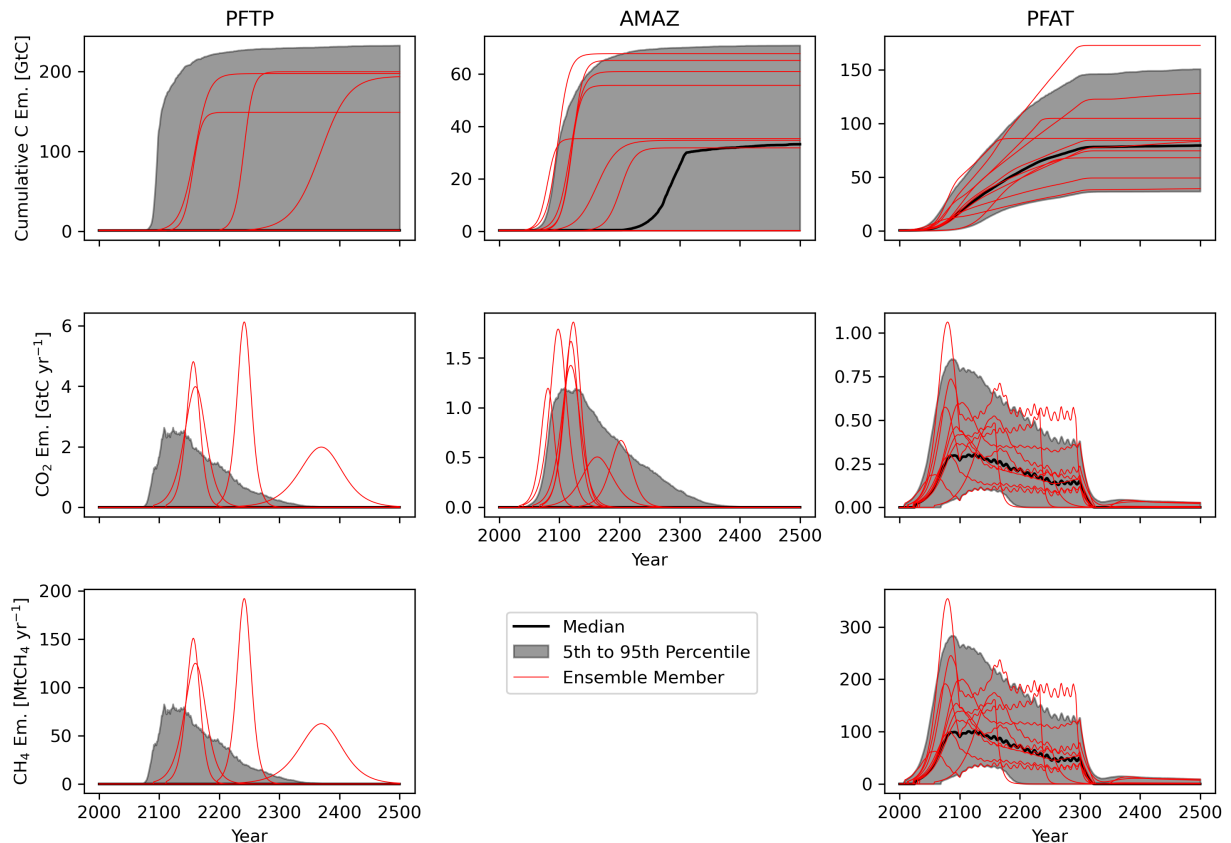 PFTP AMAZ PFAT
Cumulative C Em. [GtC]
200
100
0
60
40
20
0
150
100
50
0
CO₂ Em. [GtC yr⁻¹]
6
4
2
0
1.5
1.0
0.5
0.0
2000 2100 2200 2300 2400 2500
Year
1.00
0.75
0.50
0.25
0.00
CH₄ Em. [MtCH₄ yr⁻¹]
200
150
100
50
0
2000 2100 2200 2300 2400 2500
Year
Median
5th to 95th Percentile
Ensemble Member
300
200
100
0
2000 2100 2200 2300 2400 2500
Year